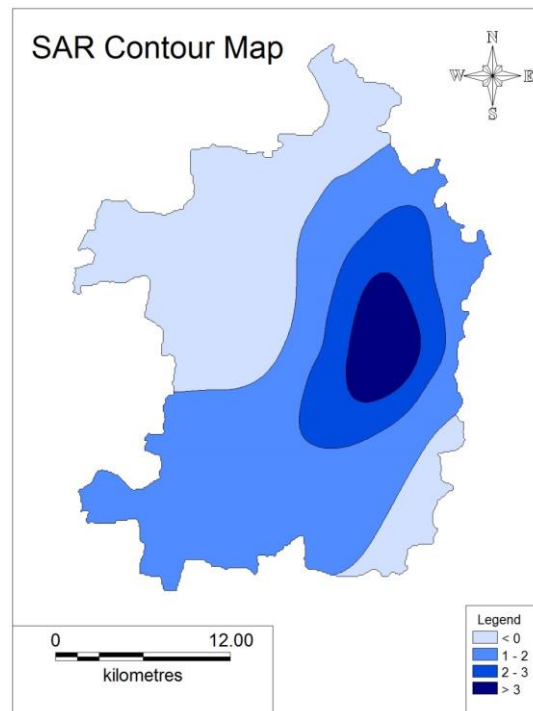 SAR Contour Map
N
W E
S
0 12.00
kilometres
Legend
< 0
1 - 2
2 - 3
> 3